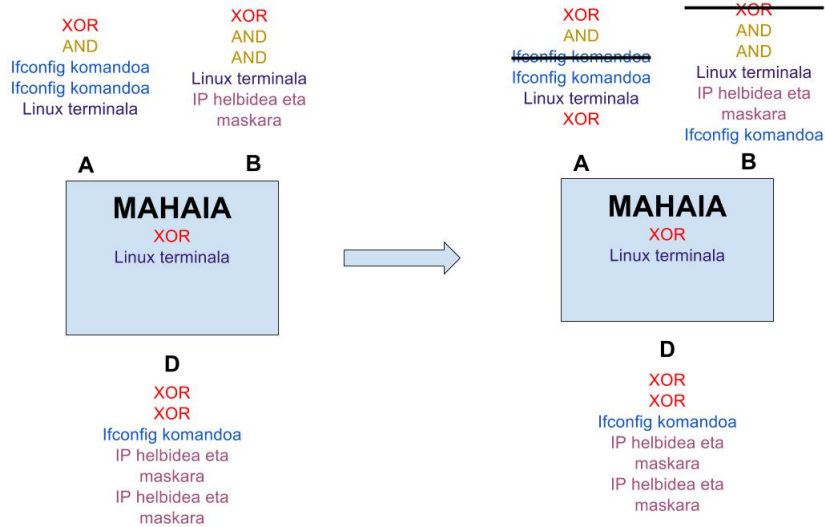 XOR
AND
Ifconfig komandoa
Ifconfig komandoa
Linux terminala
XOR
AND
AND
Linux terminala
IP helbidea eta
maskara
A
B
MAHAIA
XOR
Linux terminala
D
XOR
XOR
Ifconfig komandoa
IP helbidea eta
maskara
IP helbidea eta
maskara
XOR
AND
Ifconfig komandoa
Ifconfig komandoa
Linux terminala
XOR
XOR
AND
AND
Linux terminala
IP helbidea eta
maskara
Ifconfig komandoa
A
B
MAHAIA
XOR
Linux terminala
D
XOR
XOR
Ifconfig komandoa
IP helbidea eta
maskara
IP helbidea eta
maskara